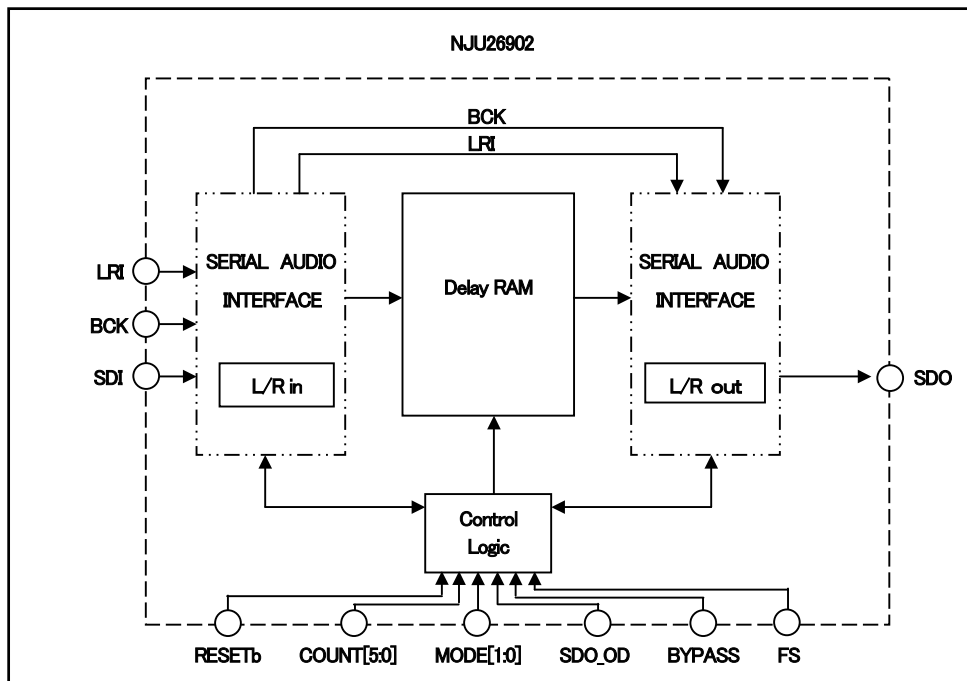 NJU26902
BCK
LRI
SERIAL AUDIO
INTERFACE
L/R in
Delay RAM
SERIAL AUDIO
INTERFACE
L/R out
LRI
BCK
SDI
SDO
Control
Logic
RESETb
COUNT[5:0]
MODE[1:0]
SDO_OD
BYPASS
FS